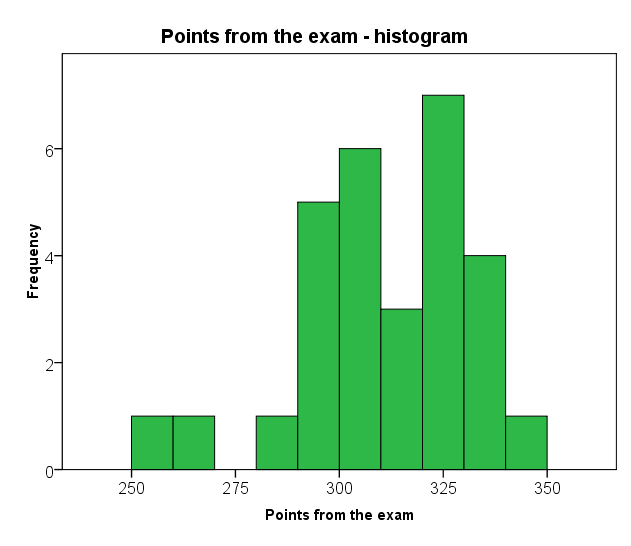 Points from the exam - histogram
Frequency
6
4
2
0
250 275 300 325 350
Points from the exam